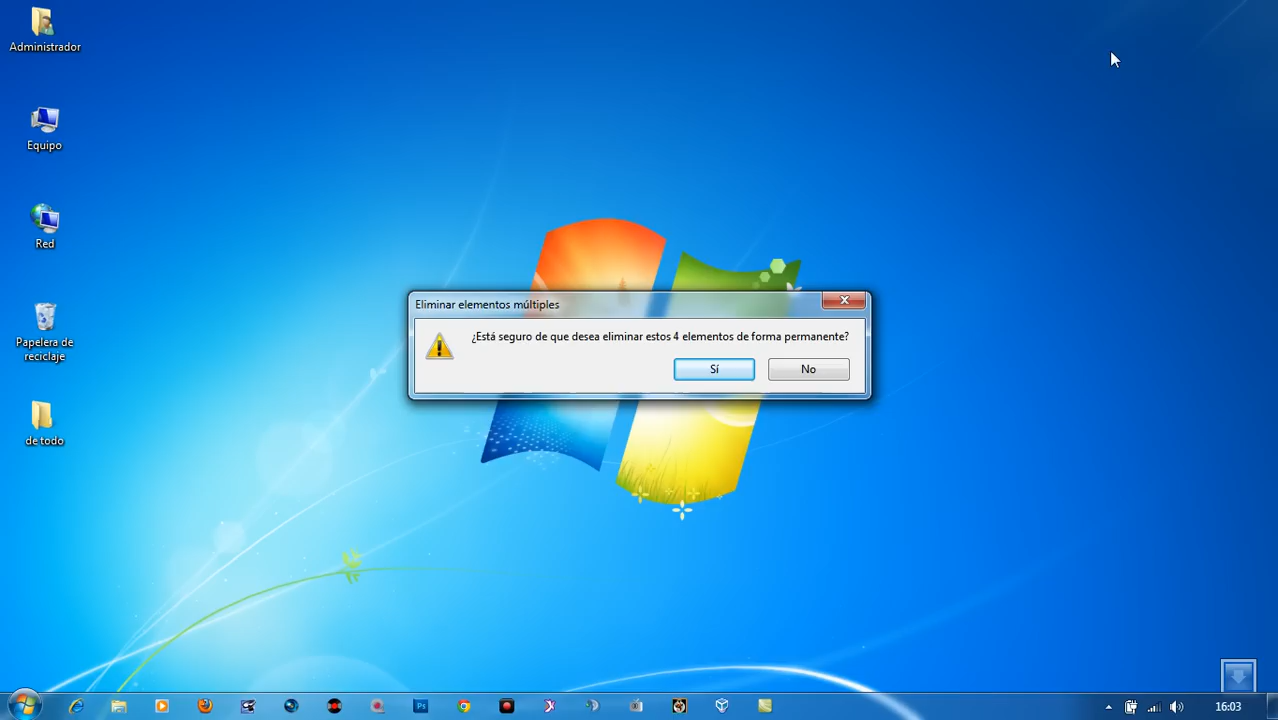 Administrador
Equipo
Red
Papelera de
reciclaje
de todo
Eliminar elementos múltiples
¿Está seguro de que desea eliminar estos 4 elementos de forma permanente?
Sí
No
Ps
16:03